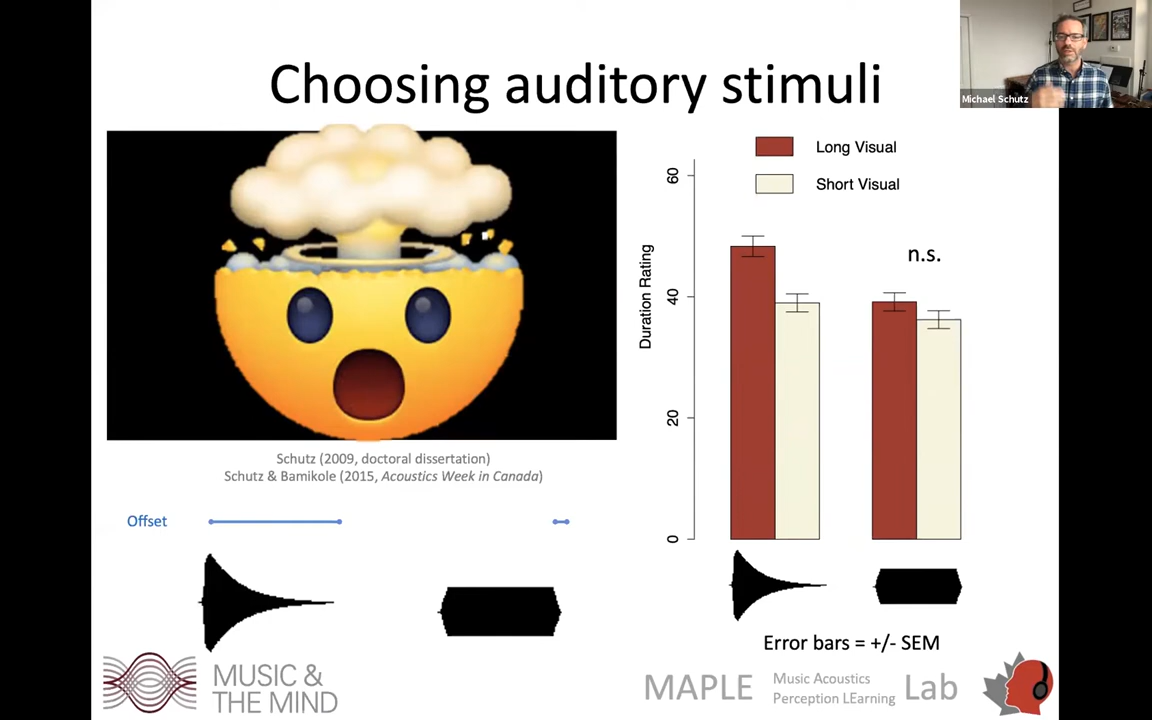 Choosing auditory stimuli
Michael Schutz
Long Visual
Short Visual
60
40
20
0
Duration Rating
n.s.
Schutz (2009, doctoral dissertation)
Schutz & Bamikole (2015, Acoustics Week in Canada)
Offset
Error bars = +/- SEM
MUSIC &
THE MIND
MAPLE
Music Acoustics
Perception LEarning
Lab